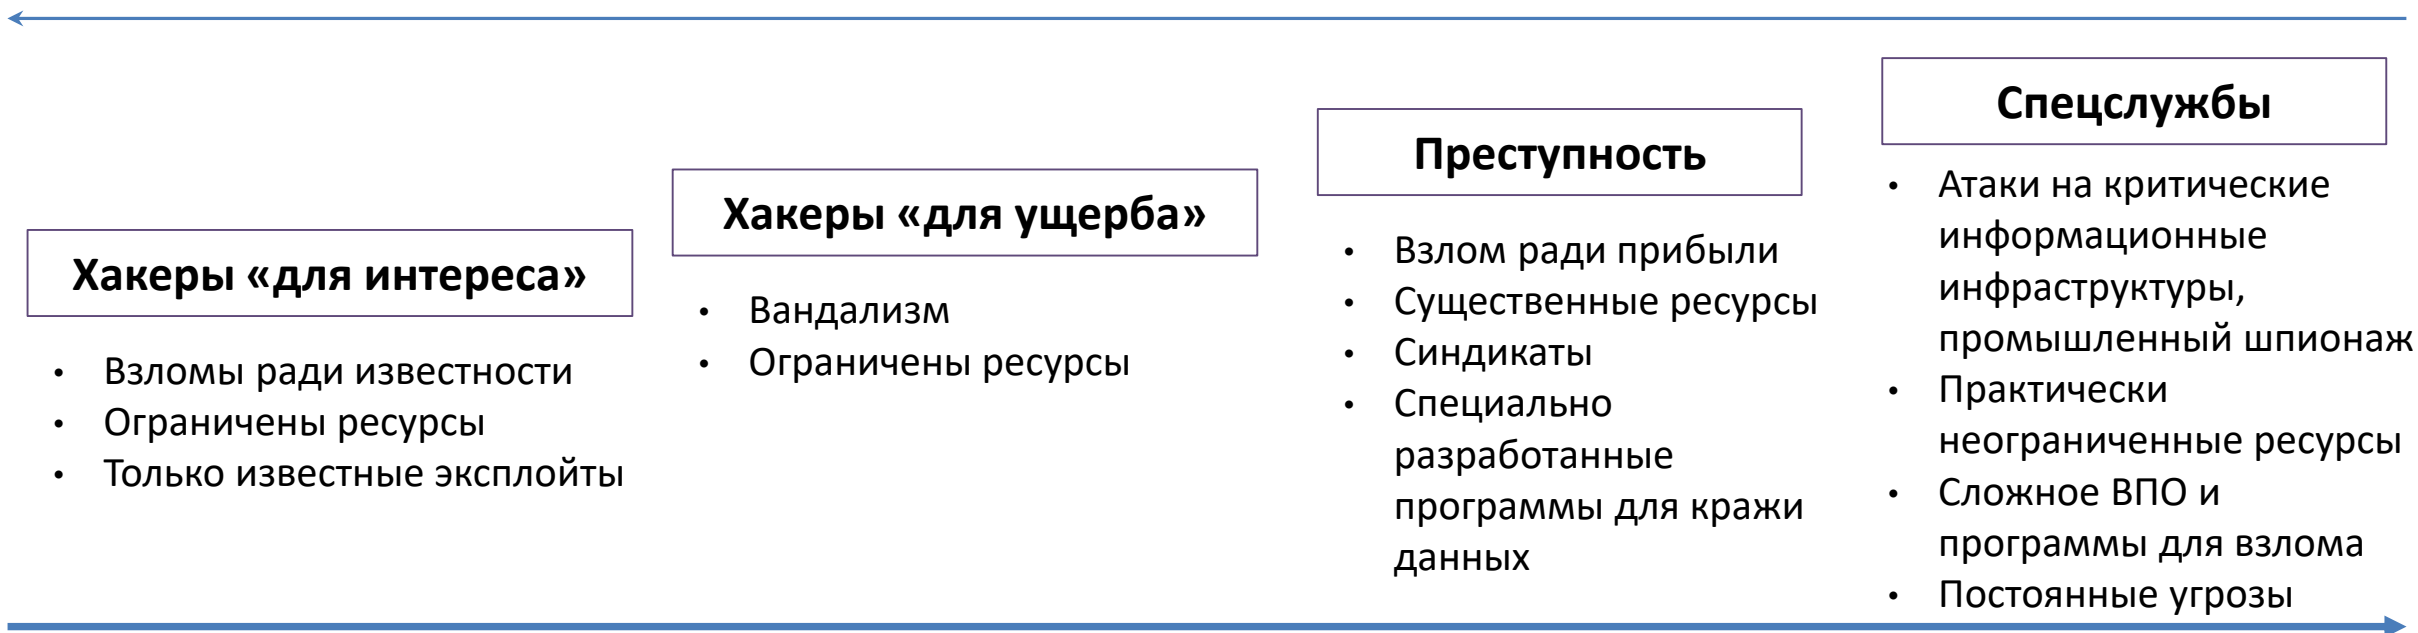 Хакеры «для интереса»
• Взломы ради известности
• Ограничены ресурсы
• Только известные эксплойты
Хакеры «для ущерба»
• Вандализм
• Ограничены ресурсы
Преступность
• Взлом ради прибыли
• Существенные ресурсы
• Синдикаты
• Специально
разработанные
программы для кражи
данных
Спецслужбы
• Атаки на критические
информационные
инфраструктуры,
промышленный шпионаж
• Практически
неограниченные ресурсы
• Сложное ВПО и
программы для взлома
• Постоянные угрозы